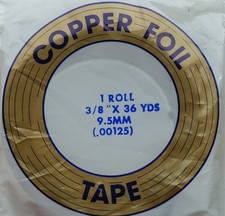 COPPER FOIL
1 ROLL
3/8" X 36 YDS
9.5MM
(.00125)
TAPE